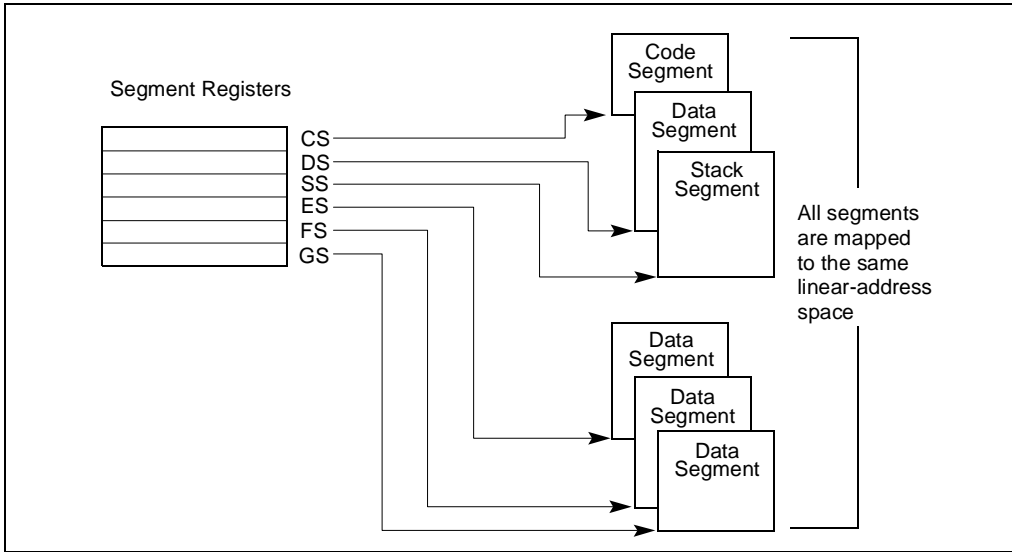 Segment Registers
CS
DS
SS
ES
FS
GS
Code
Segment
Data
Segment
Stack
Segment
Data
Segment
Data
Segment
Data
Segment
All segments
are mapped
to the same
linear-address
space